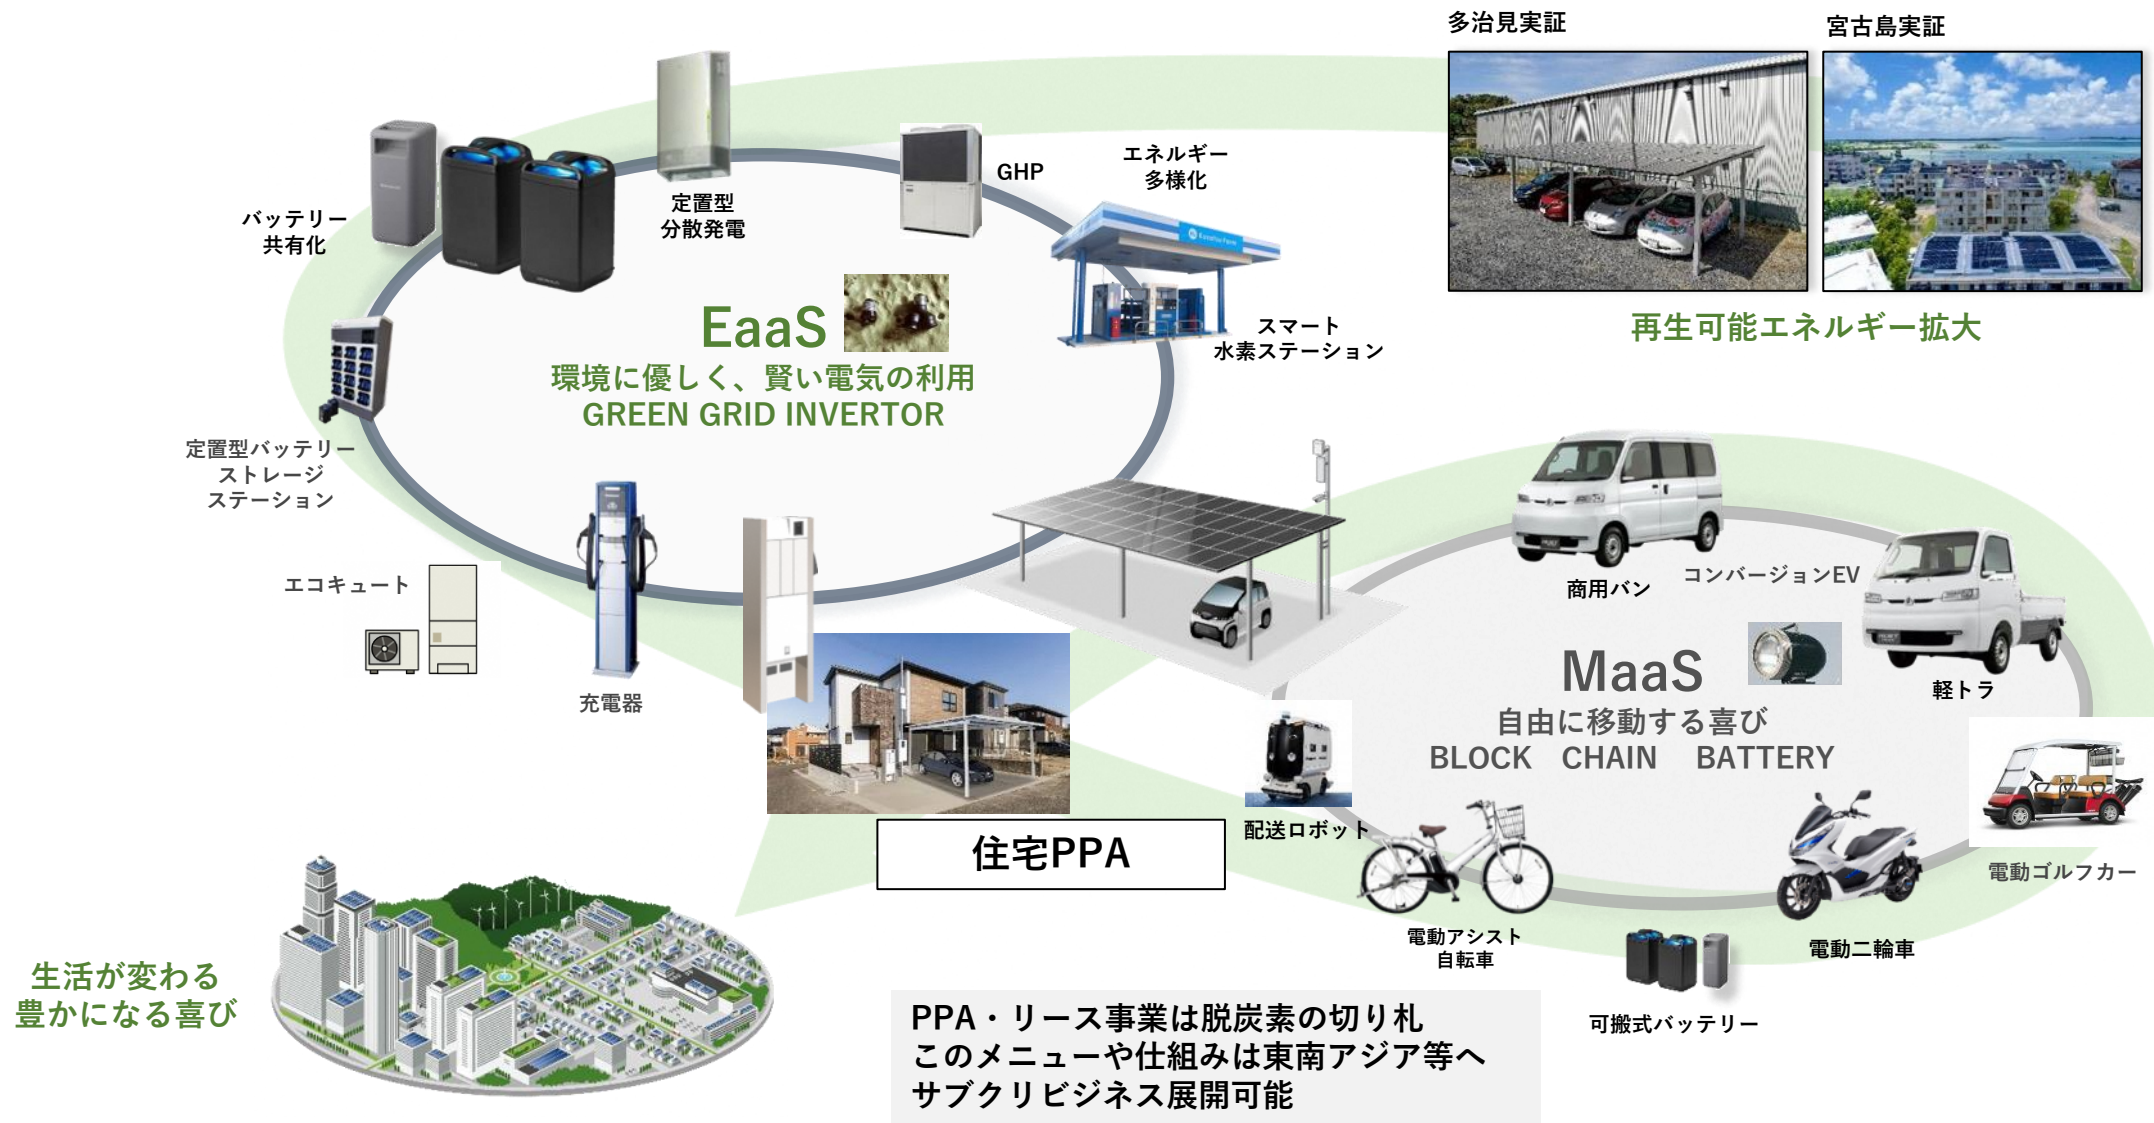 多治見実証
宮古島実証
再生可能エネルギー拡大
バッテリー
共有化
定置型
分散発電
GHP
エネルギー
多様化
スマート
水素ステーション
EaaS
環境に優しく、賢い電気の利用
GREEN GRID INVERTOR
定置型バッテリー
ストレージ
ステーション
エコキュート
充電器
住宅PPA
商用バン
コンバージョンEV
軽トラ
MaaS
自由に移動する喜び
BLOCK CHAIN BATTERY
配送ロボット
電動アシスト
自転車
電動二輪車
電動ゴルフカー
可搬式バッテリー
生活が変わる
豊かになる喜び
PPA・リース事業は脱炭素の切り札
このメニューや仕組みは東南アジア等へ
サブクリビジネス展開可能